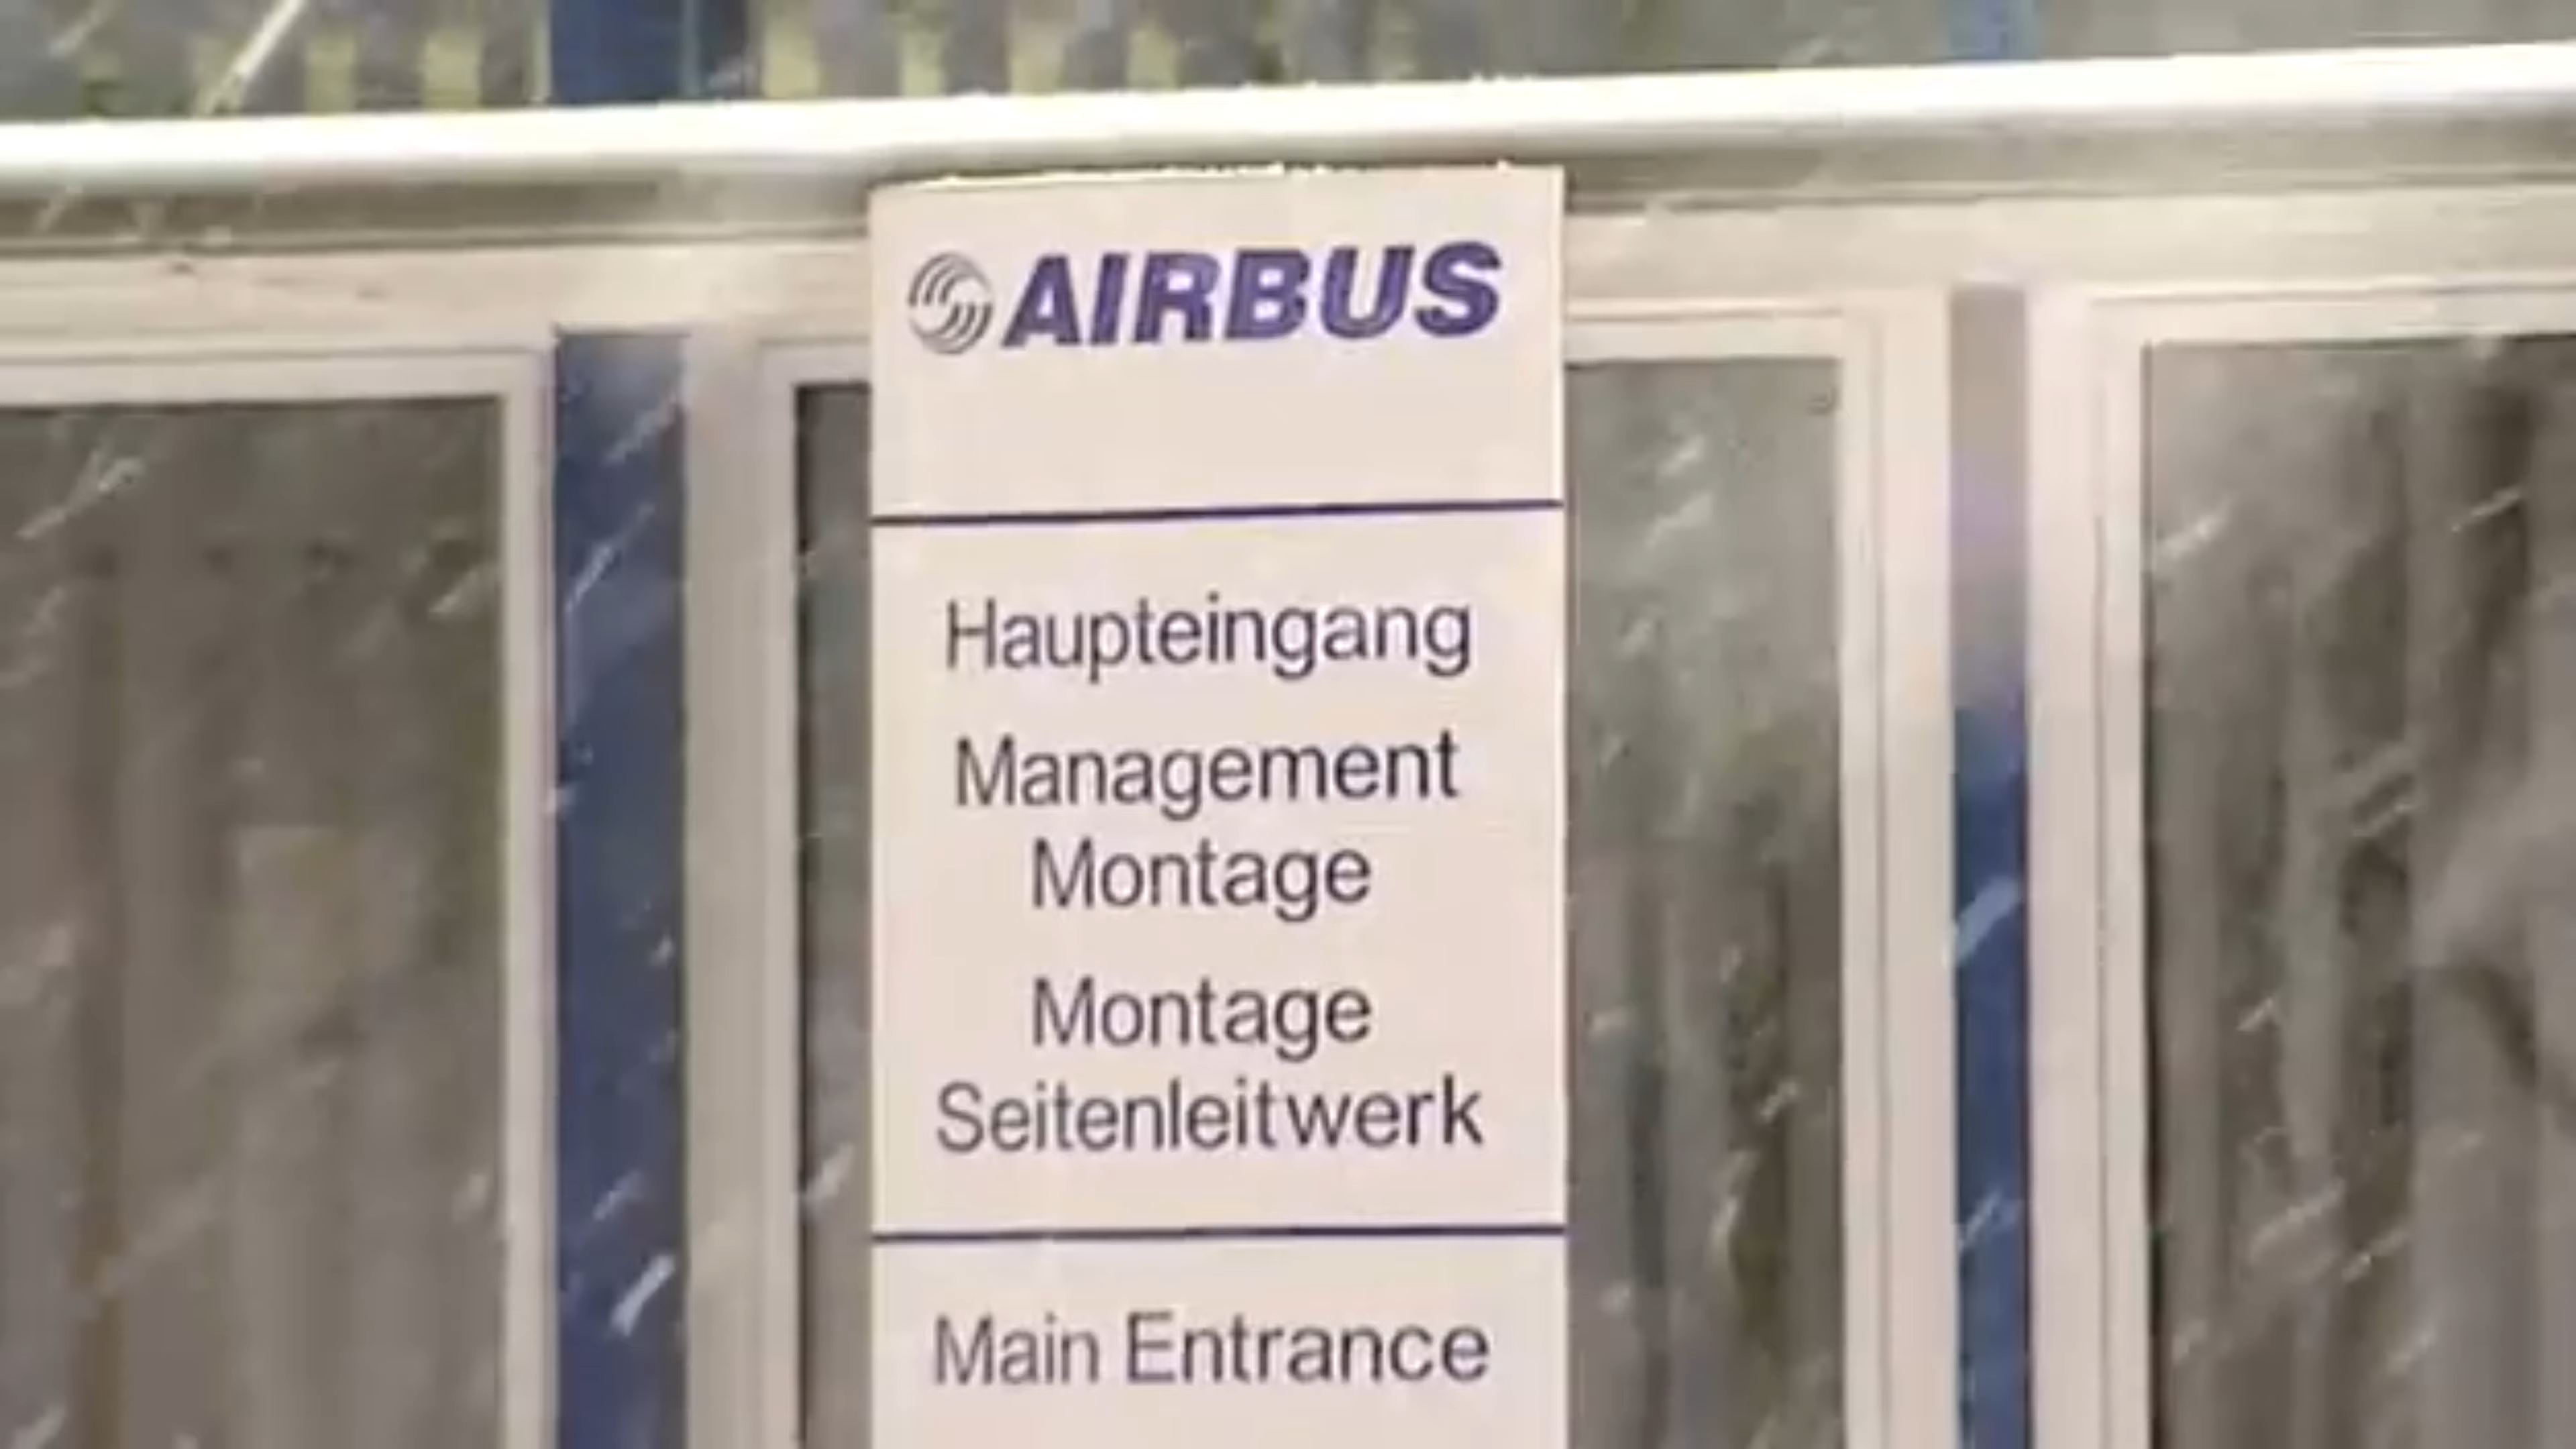 AIRBUS
Haupteingang
Management
Montage
Montage
Seitenleitwerk
Main Entrance